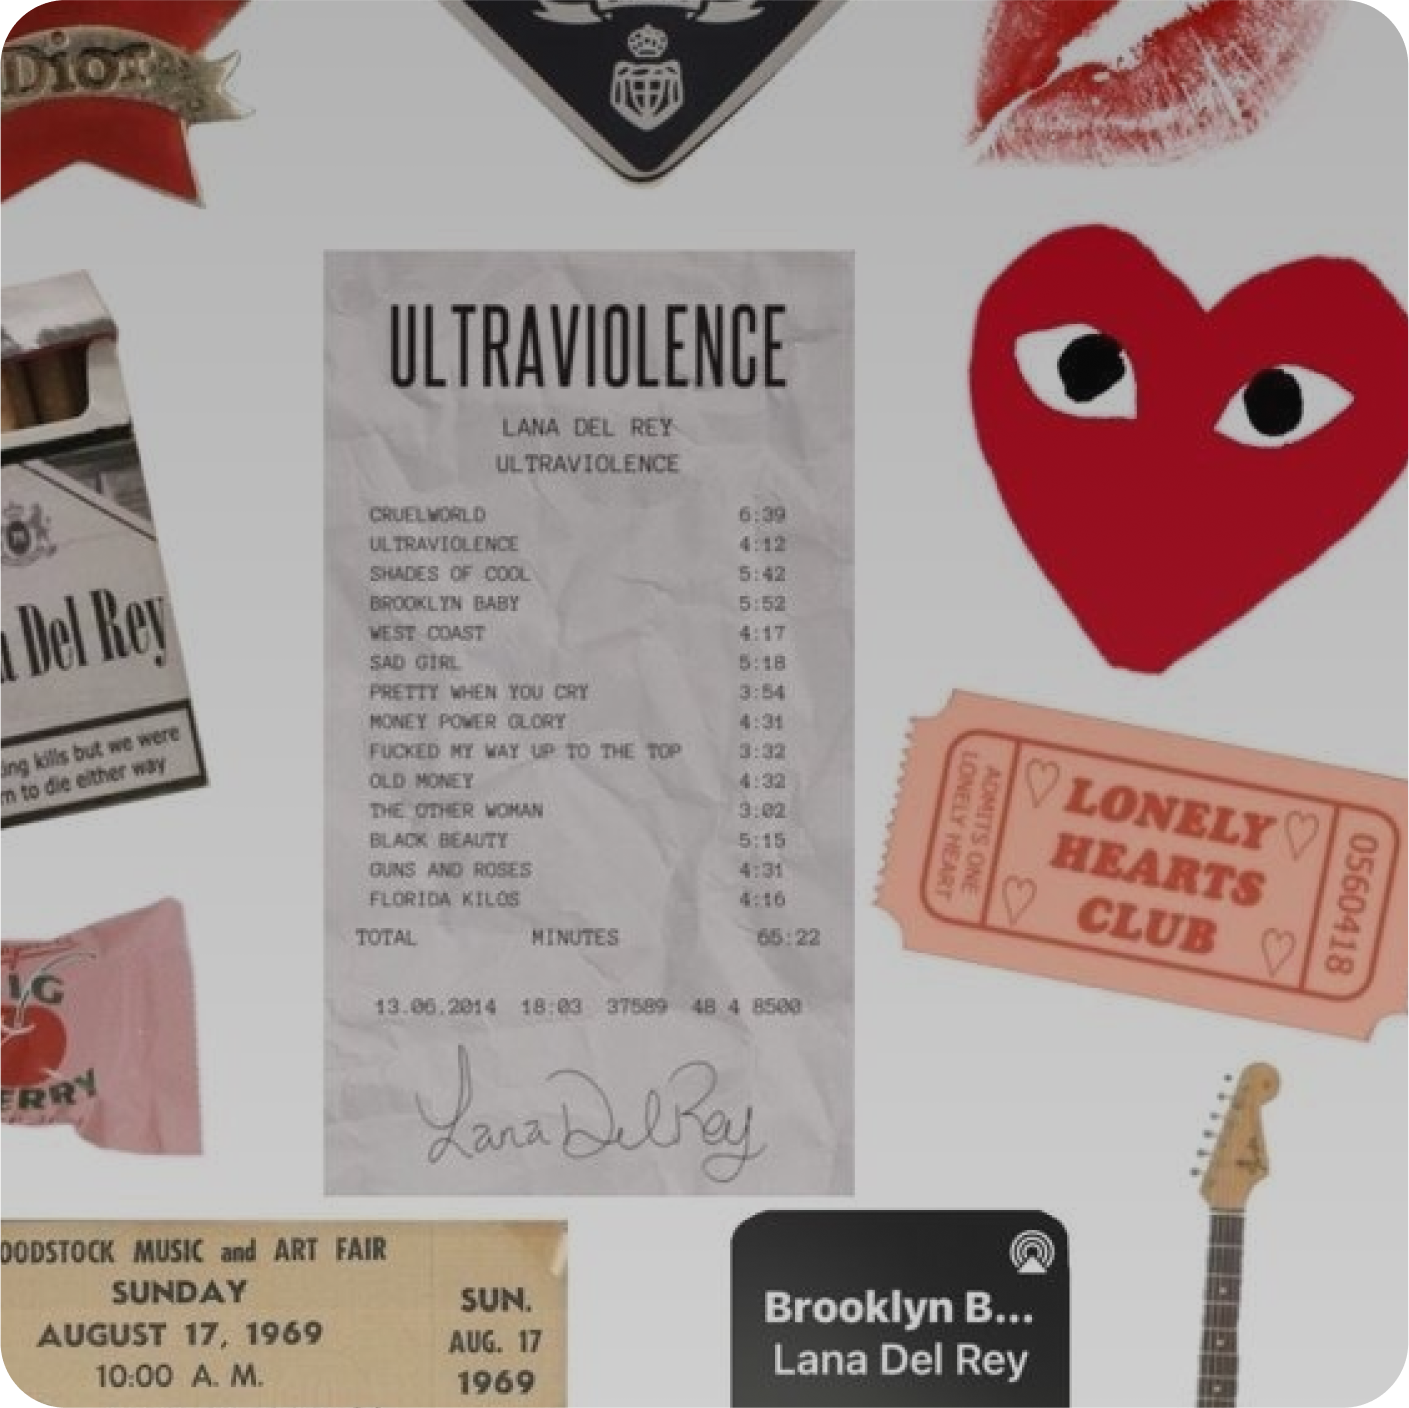 Dior
ULTRAVIOLENCE
LANA DEL REY
ULTRAVIOLENCE
CRUELWORLD 6:39
ULTRAVIOLENCE 4:12
SHADES OF COOL 5:42
BROOKLYN BABY 5:52
WEST COAST 4:17
SAD GIRL 5:18
PRETTY WHEN YOU CRY 3:54
MONEY POWER GLORY 4:31
FUCKED MY WAY UP TO THE TOP 3:32
OLD MONEY 4:32
THE OTHER WOMAN 3:02
BLACK BEAUTY 5:15
GUNS AND ROSES 4:31
FLORIDA KILOS 4:16
TOTAL MINUTES 65:22
13.06.2014 18:03 37589 48 4 8500
Lana Del Rey
a Del Rey
ing kills but we were
rn to die either way
LONELY HEART
ADMITS ONE
LONELY
HEARTS
CLUB
0560418
IG
ERRY
OODSTOCK MUSIC and ART FAIR
SUNDAY
AUGUST 17, 1969
10:00 A. M.
SUN.
AUG. 17
1969
Brooklyn B...
Lana Del Rey